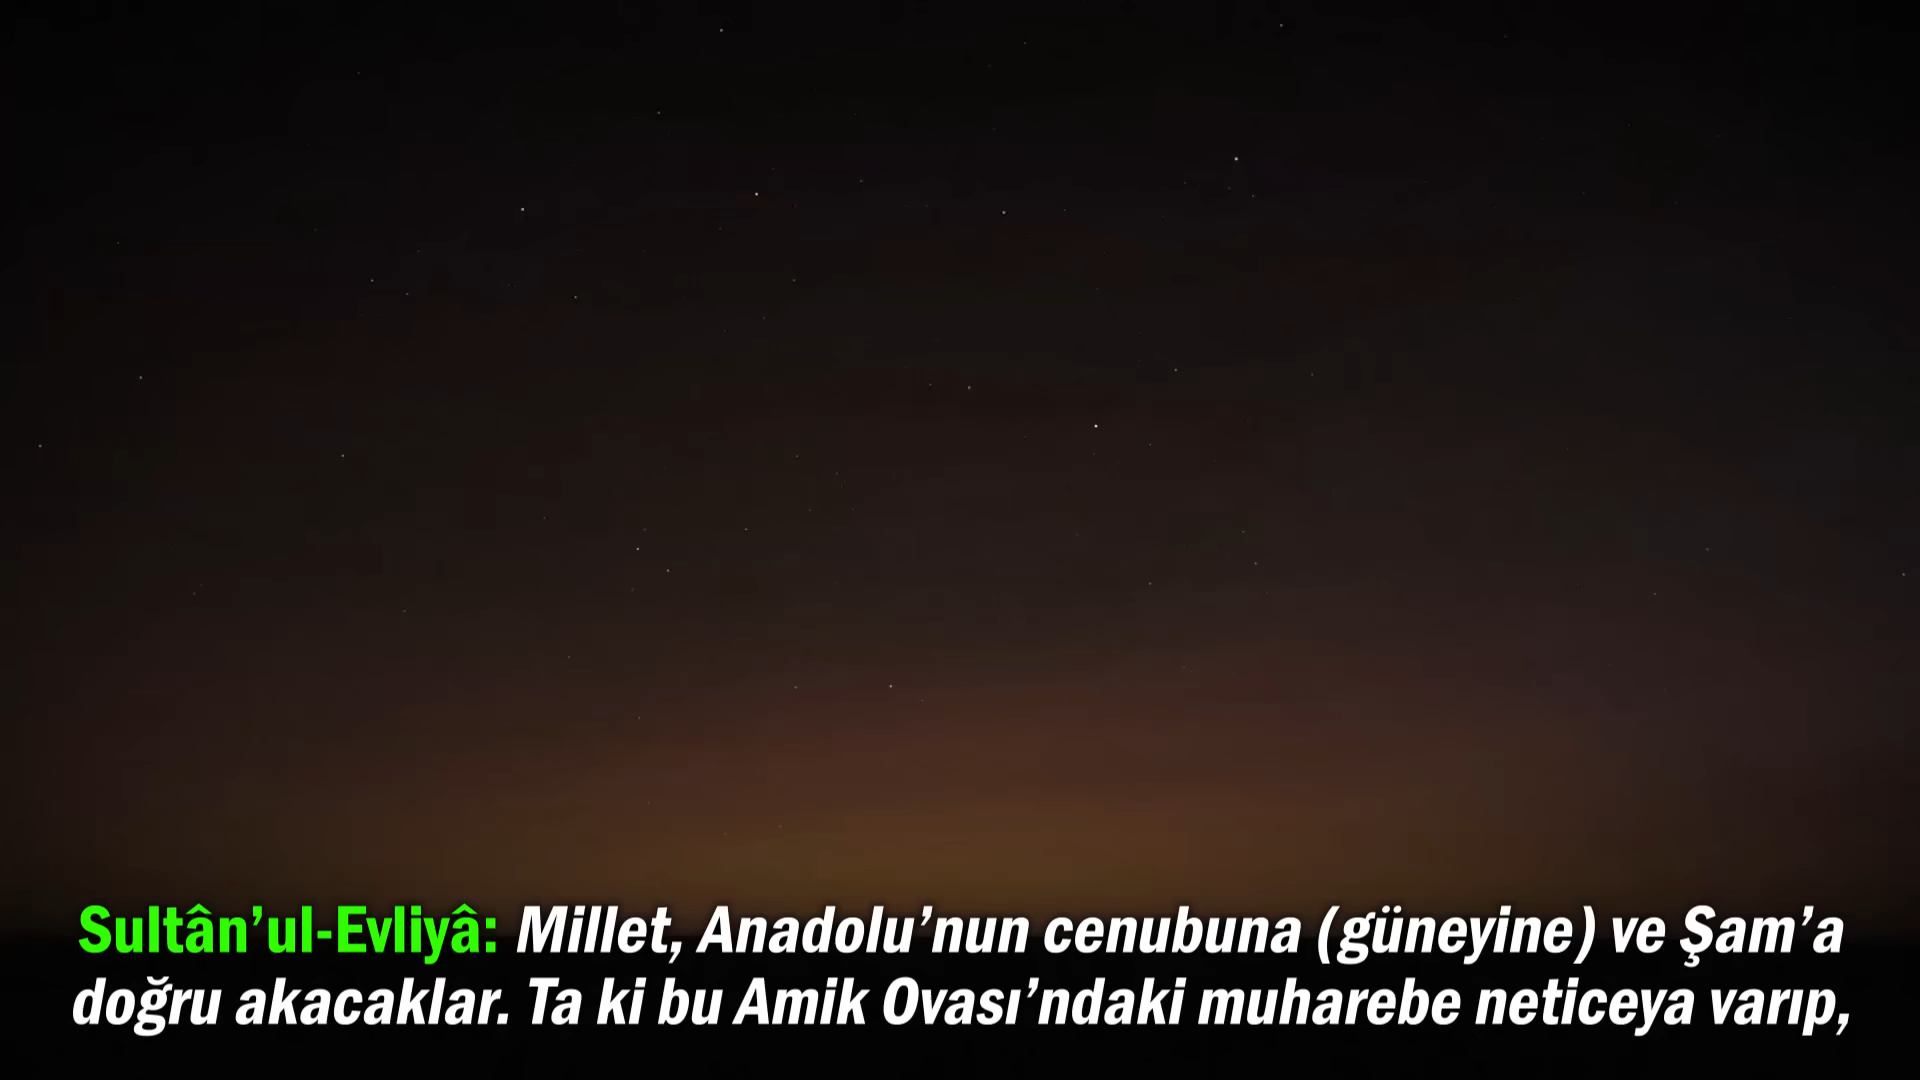 Sultân’ul-Evliyâ: Millet, Anadolu’nun cenubuna (güneyine) ve Şam’a
doğru akacaklar. Ta ki bu Amik Ovası’ndaki muharebe neticeya varıp,